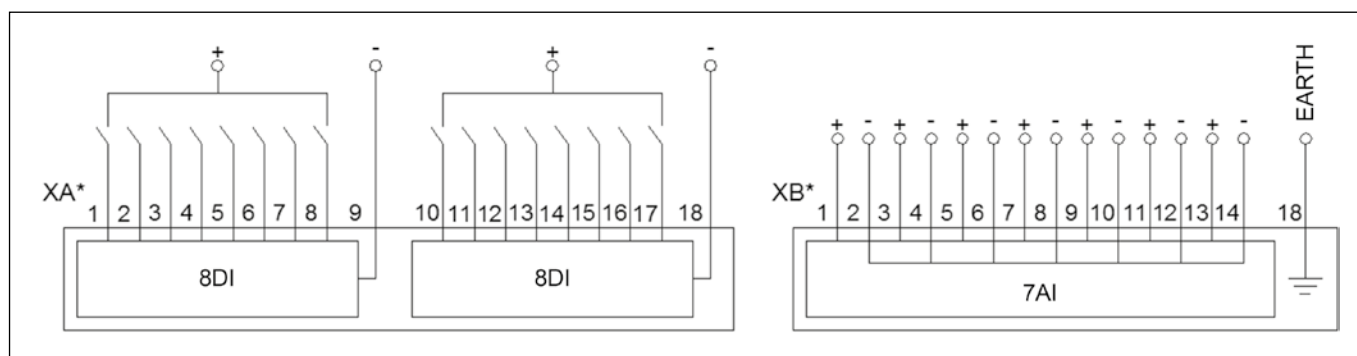 + - + -
EARTH
+ - + - + - + - + - + - + -
XA* 1 2 3 4 5 6 7 8 9 10 11 12 13 14 15 16 17 18
XB* 1 2 3 4 5 6 7 8 9 10 11 12 13 14 18
8DI 8DI 7AI